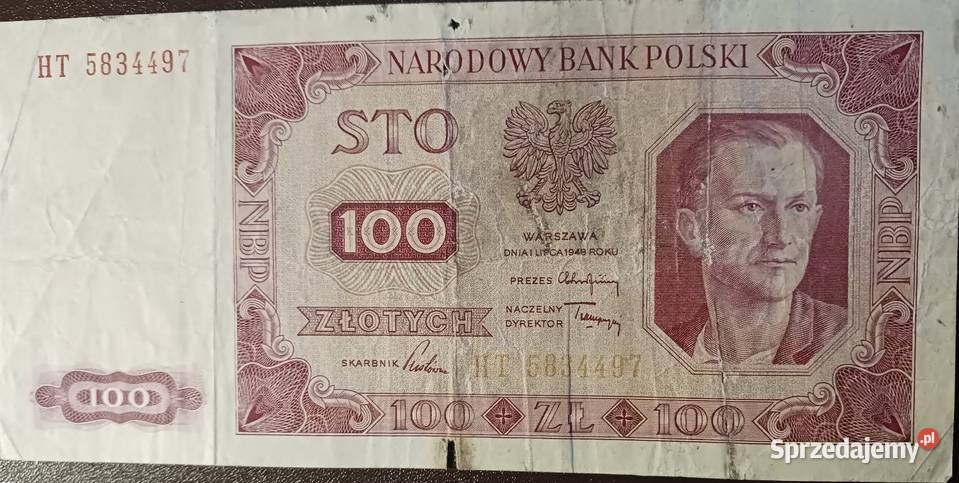 HT 5834497
NARODOWY BANK POLSKI
STO
100
WARSZAWA
DNIA 1 LIPCA 1948 ROKU
PREZES
NACZELNY
DYREKTOR
ZŁOTYCH
SKARBNIK
HT 5834497
NBP
NBP
100
100 ZŁ 100
Sprzedajemy.pl